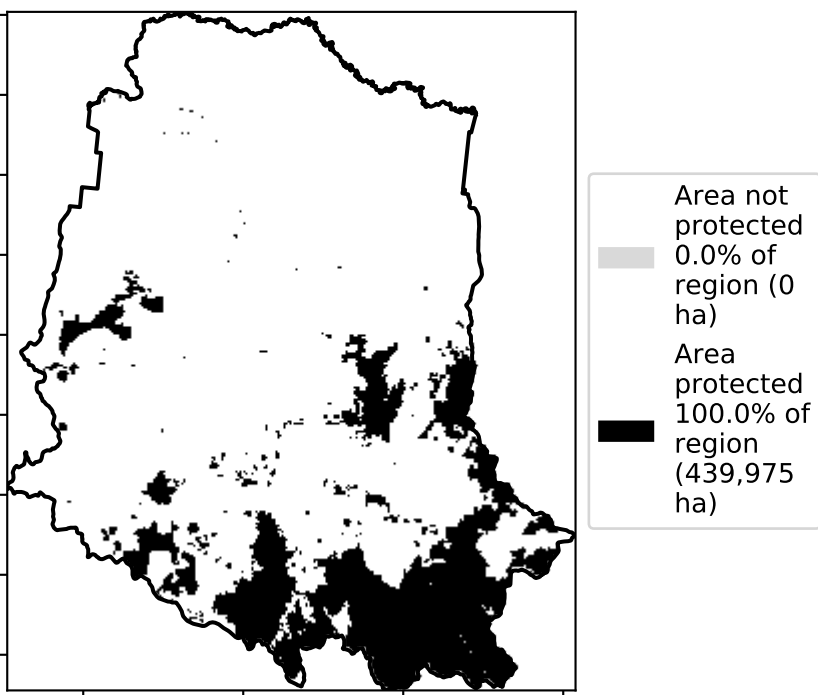 Area not
protected
0.0% of
region (0
ha)
Area
protected
100.0% of
region
(439,975
ha)